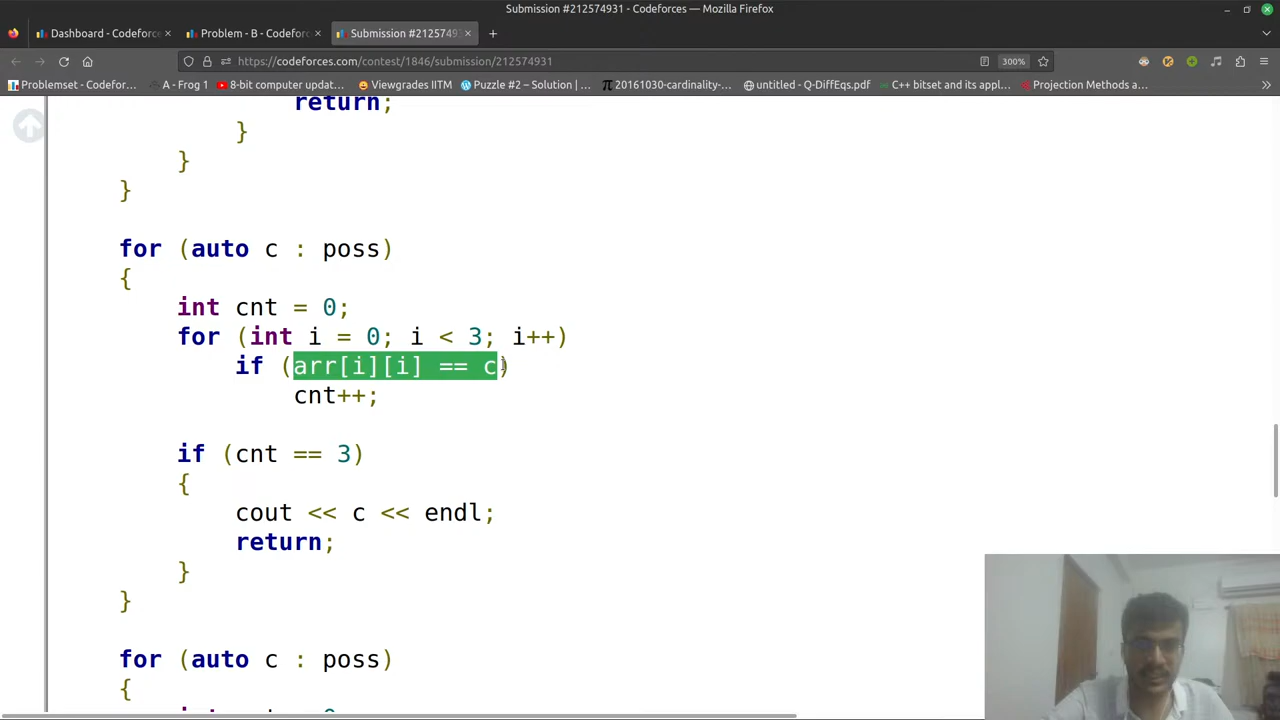 Submission #212574931 - Codeforces — Mozilla Firefox
Dashboard - Codeforce
Problem - B - Codeforc
Submission #2125749
https://codeforces.com/contest/1846/submission/212574931
300%
Problemset - Codefor...
A - Frog 1
8-bit computer updat...
Viewgrades IITM
Puzzle #2 – Solution | ...
20161030-cardinality-...
untitled - Q-DiffEqs.pdf
C++ bitset and its appl...
Projection Methods a...
return;
}
}
}
for (auto c : poss)
{
int cnt = 0;
for (int i = 0; i < 3; i++)
if (arr[i][i] == c)
cnt++;
if (cnt == 3)
{
cout << c << endl;
return;
}
}
for (auto c : poss)
{